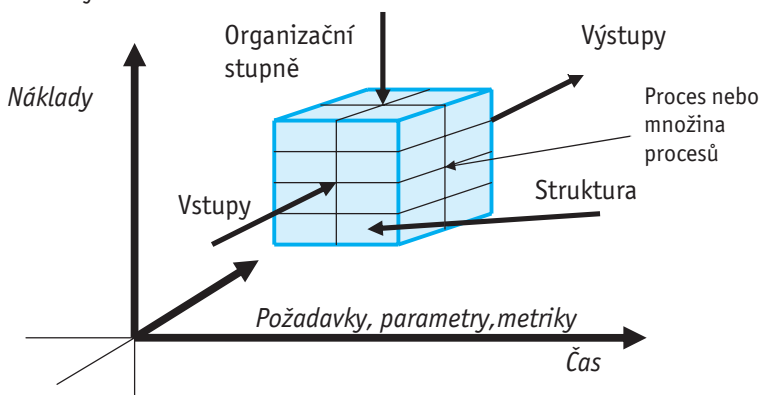 Organizační
stupně
Výstupy
Náklady
Proces nebo
množina
procesů
Vstupy
Struktura
Požadavky, parametry,metriky
Čas